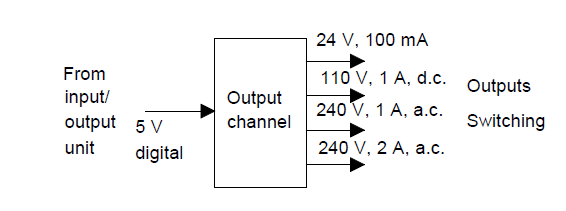 From
input/
output
unit
5 V
digital
Output
channel
24 V, 100 mA
110 V, 1 A, d.c.
240 V, 1 A, a.c.
240 V, 2 A, a.c.
Outputs
Switching